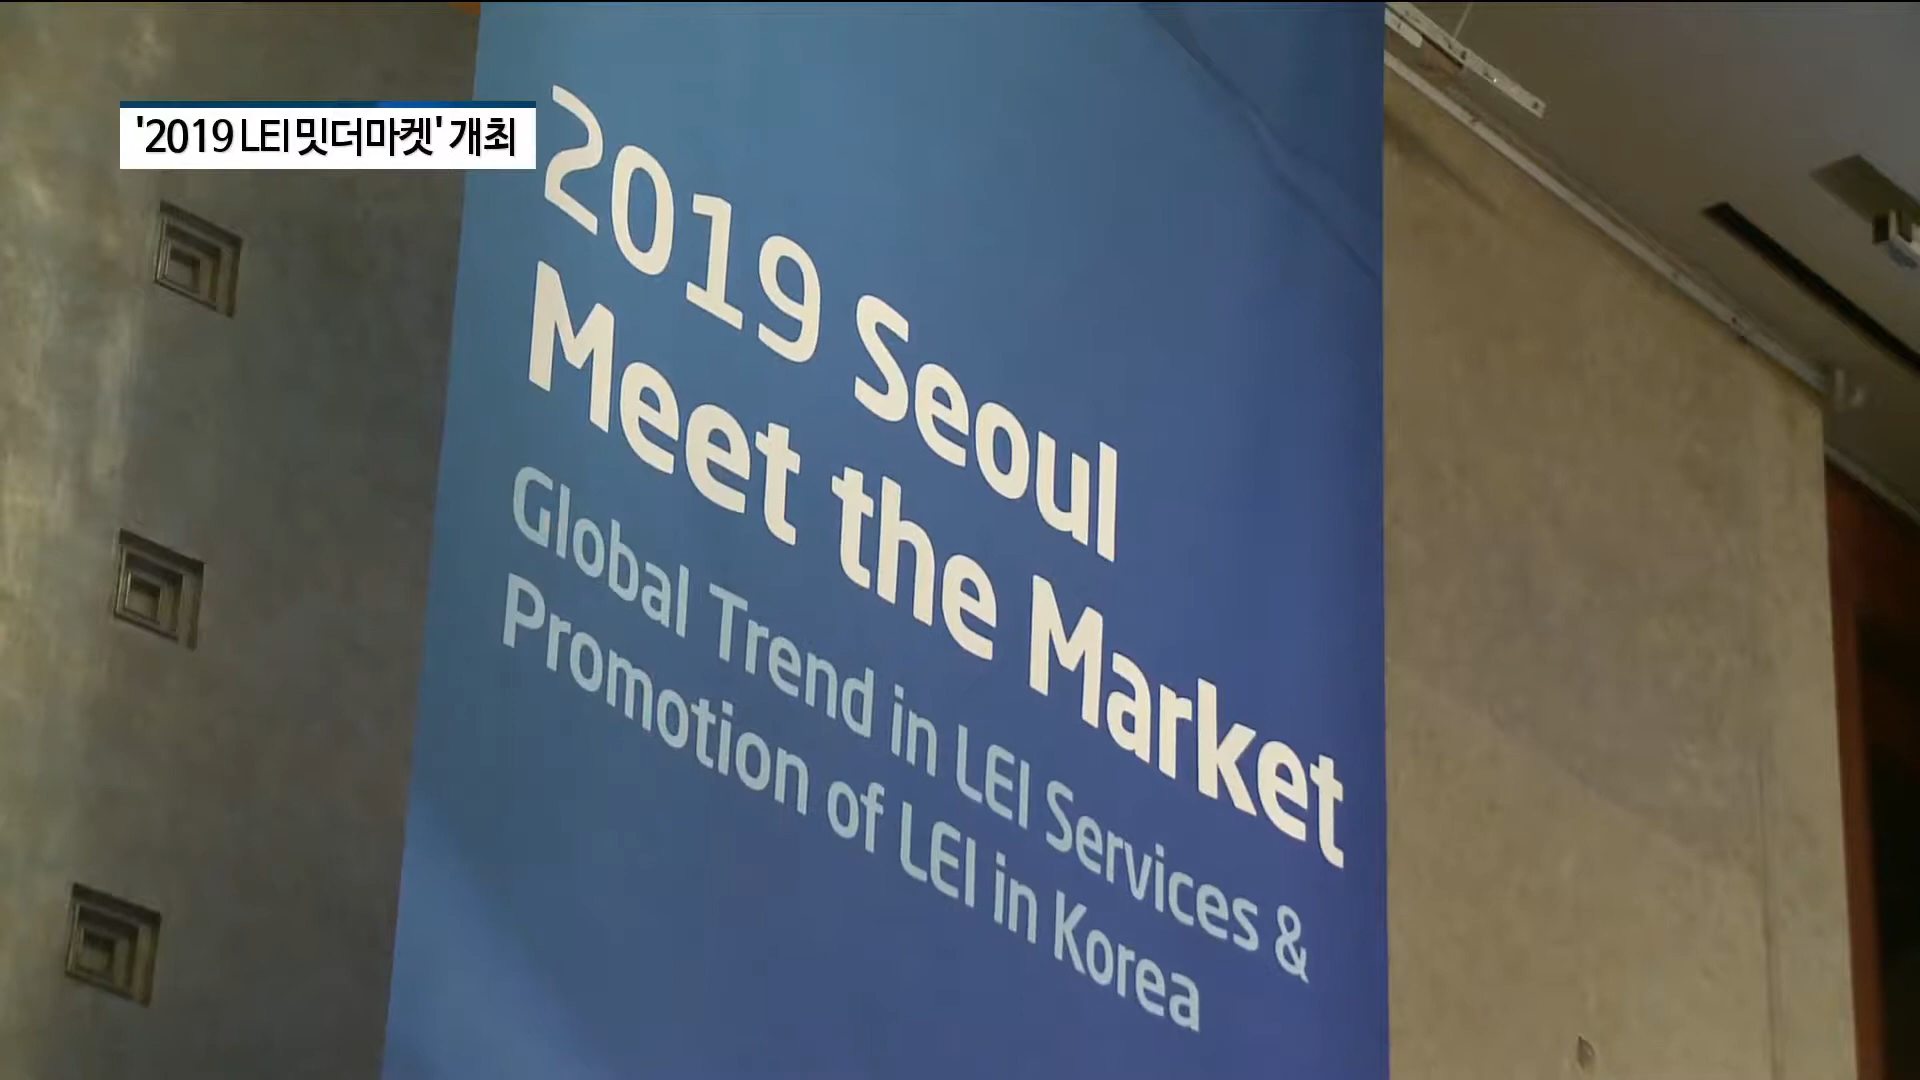 '2019 LEI 밋더마켓' 개최
2019 Seoul
Meet the Market
Global Trend in LEI Services &
Promotion of LEI in Korea